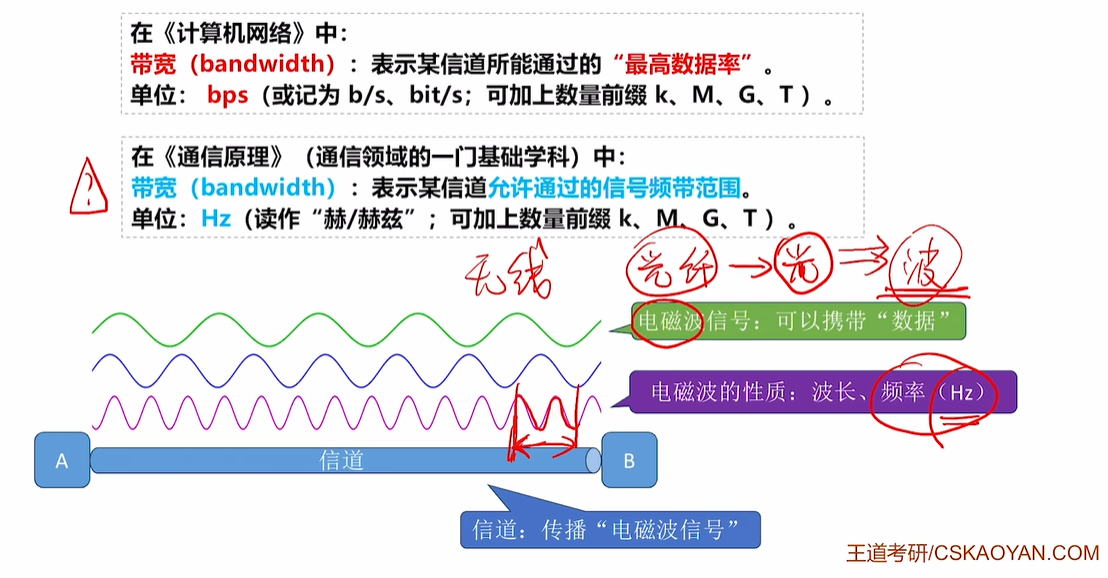 在《计算机网络》中：
带宽（bandwidth）：表示某信道所能通过的“最高数据率”。
单位：bps（或记为 b/s、bit/s；可加上数量前缀 k、M、G、T ）。
在《通信原理》（通信领域的一门基础学科）中：
带宽（bandwidth）：表示某信道允许通过的信号频带范围。
单位：Hz（读作“赫/赫兹”；可加上数量前缀 k、M、G、T ）。
!
无线 光纤 → 光 ⇒ 波
电磁波信号：可以携带“数据”
电磁波的性质：波长、频率（Hz）
A 信道 B
信道：传播“电磁波信号”
王道考研/CSKAOYAN.COM